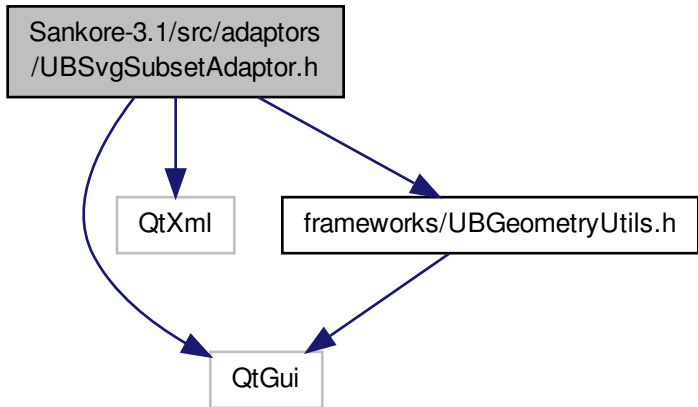 Sankore-3.1/src/adaptors
/UBSvgSubsetAdaptor.h
QtXml
frameworks/UBGeometryUtils.h
QtGui